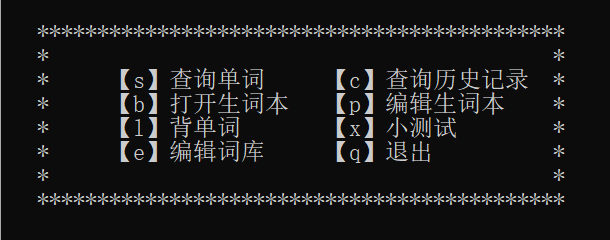 ********************************************
*                                          *
*     【s】查询单词     【c】查询历史记录  *
*     【b】打开生词本   【p】编辑生词本    *
*     【l】背单词       【x】小测试        *
*     【e】编辑词库     【q】退出          *
*                                          *
********************************************